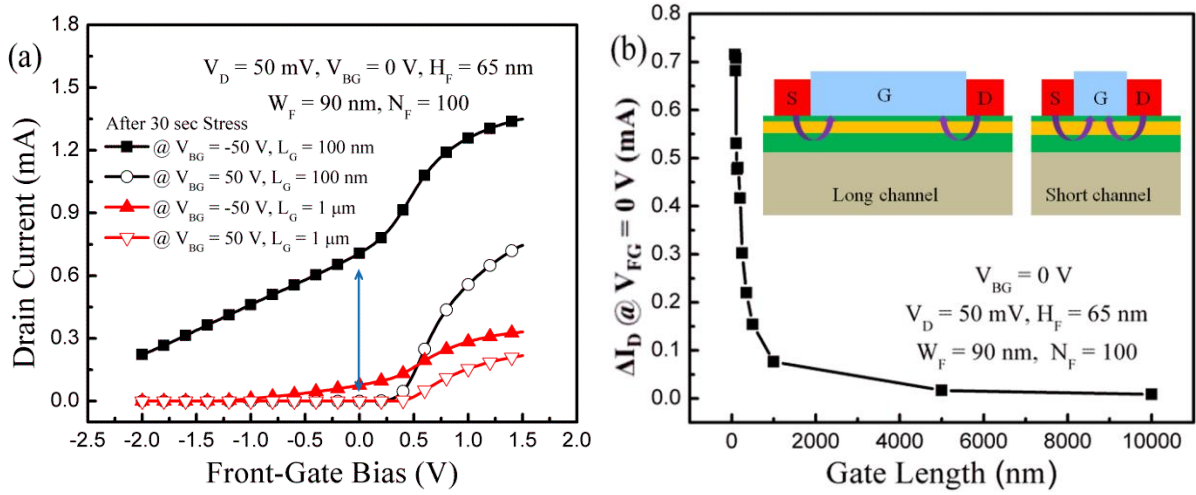 (a)
1.8
1.5
1.2
0.9
0.6
0.3
0.0
Drain Current (mA)
V_D = 50 mV, V_BG = 0 V, H_F = 65 nm
W_F = 90 nm, N_F = 100
After 30 sec Stress
@ V_BG = -50 V, L_G = 100 nm
@ V_BG = 50 V, L_G = 100 nm
@ V_BG = -50 V, L_G = 1 μm
@ V_BG = 50 V, L_G = 1 μm
-2.5 -2.0 -1.5 -1.0 -0.5 0.0 0.5 1.0 1.5 2.0
Front-Gate Bias (V)
(b)
0.8
0.7
0.6
0.5
0.4
0.3
0.2
0.1
0.0
ΔI_D @ V_FG = 0 V (mA)
S G D
Long channel
S G D
Short channel
V_BG = 0 V
V_D = 50 mV, H_F = 65 nm
W_F = 90 nm, N_F = 100
0 2000 4000 6000 8000 10000
Gate Length (nm)